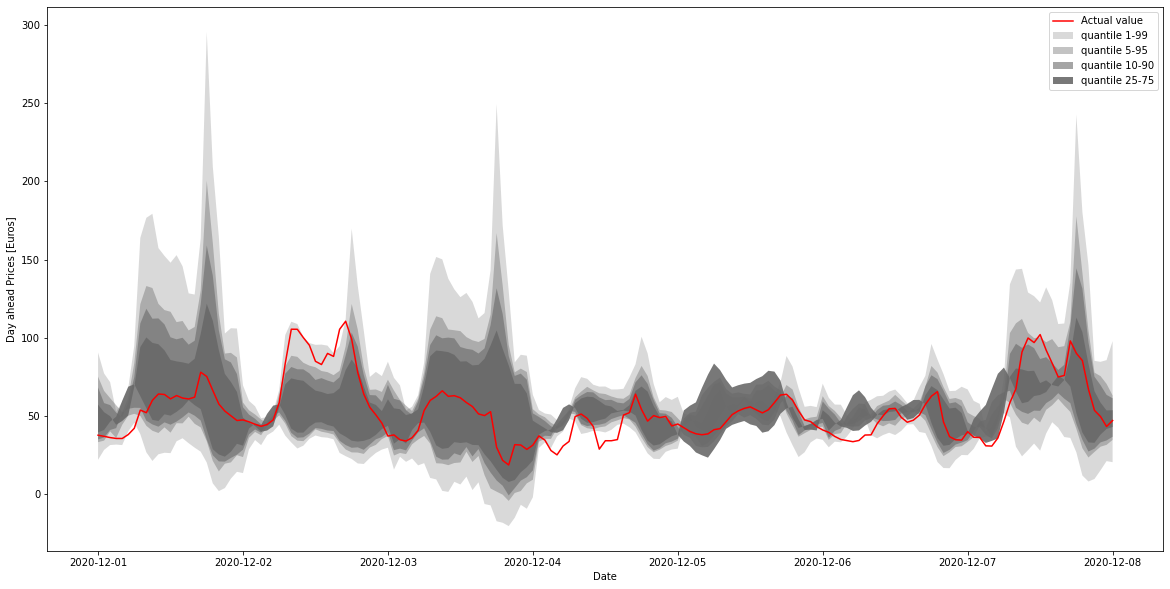 300
250
200
150
100
50
0
Day ahead Prices [Euros]
Actual value
quantile 1-99
quantile 5-95
quantile 10-90
quantile 25-75
2020-12-01
2020-12-02
2020-12-03
2020-12-04
2020-12-05
2020-12-06
2020-12-07
2020-12-08
Date